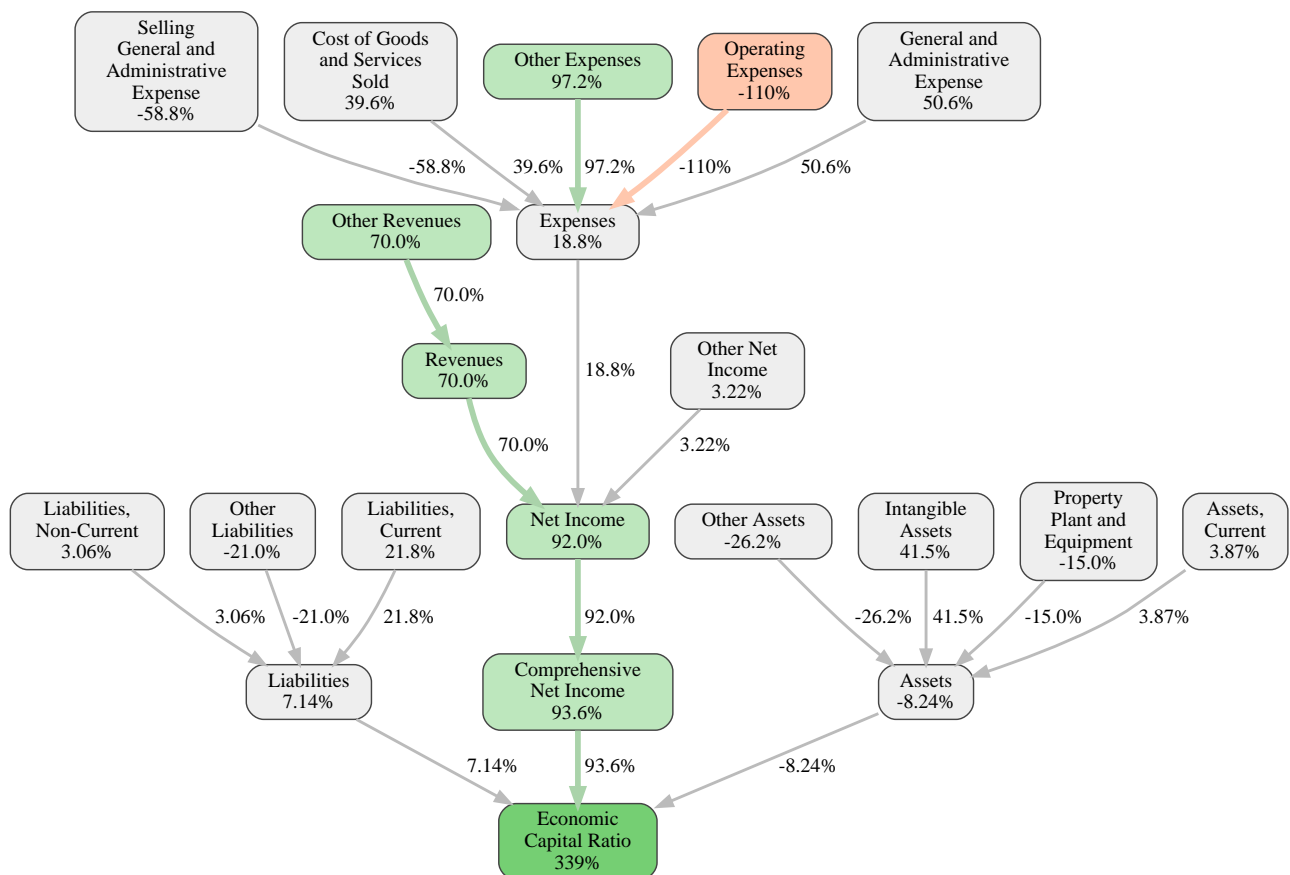 Selling
General and
Administrative
Expense
-58.8%
Cost of Goods
and Services
Sold
39.6%
Other Expenses
97.2%
Operating
Expenses
-110%
General and
Administrative
Expense
50.6%
-58.8%
39.6%
97.2%
-110%
50.6%
Other Revenues
70.0%
Expenses
18.8%
70.0%
Revenues
70.0%
18.8%
Other Net
Income
3.22%
70.0%
3.22%
Liabilities,
Non-Current
3.06%
Other
Liabilities
-21.0%
Liabilities,
Current
21.8%
Net Income
92.0%
Other Assets
-26.2%
Intangible
Assets
41.5%
Property
Plant and
Equipment
-15.0%
Assets,
Current
3.87%
3.06%
-21.0%
21.8%
92.0%
-26.2%
41.5%
-15.0%
3.87%
Liabilities
7.14%
Comprehensive
Net Income
93.6%
Assets
-8.24%
7.14%
93.6%
-8.24%
Economic
Capital Ratio
339%